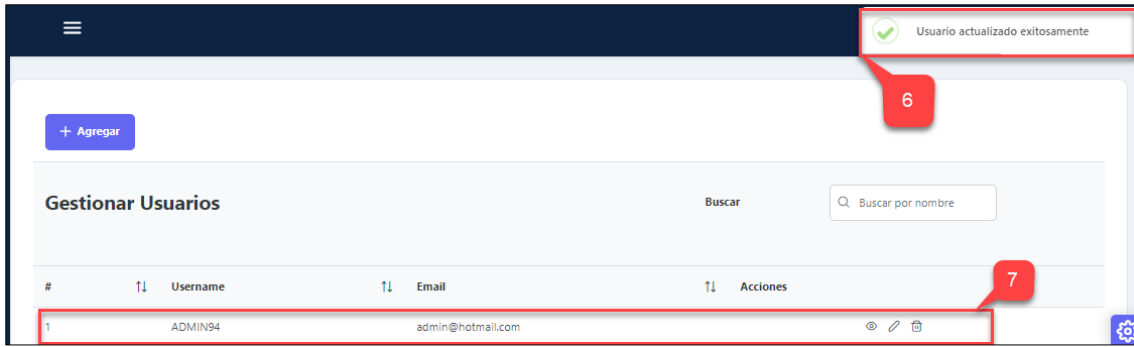 Usuario actualizado exitosamente
6
+ Agregar
Gestionar Usuarios
Buscar
Buscar por nombre
7
# Username Email Acciones
1 ADMIN94 admin@hotmail.com